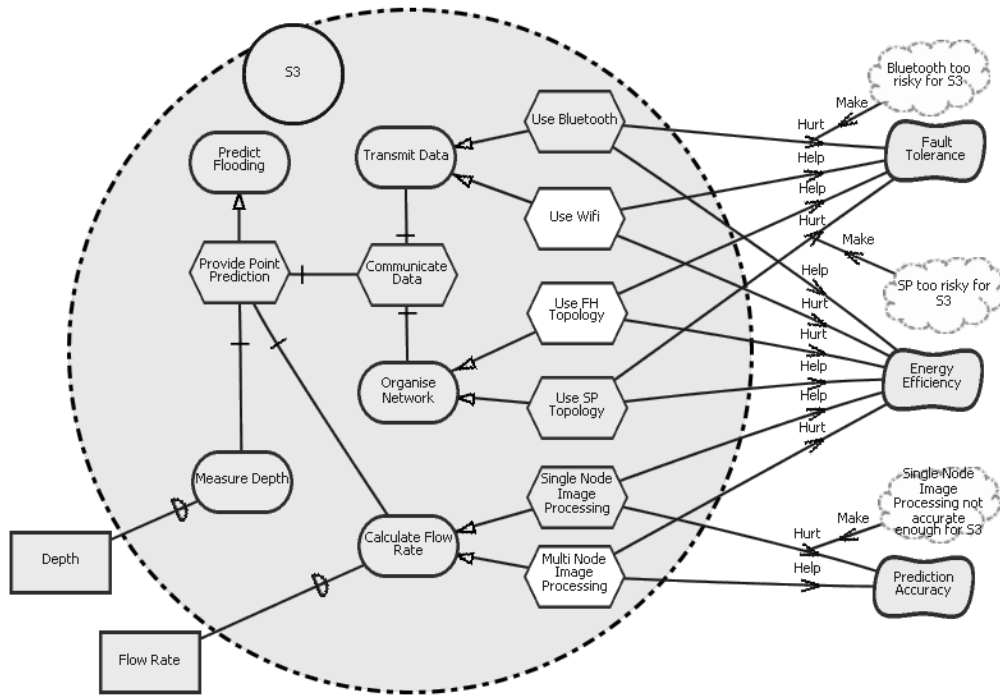 S3
Bluetooth too
risky for S3
Make
Hurt
Use Bluetooth
Predict
Flooding
Transmit Data
Fault
Tolerance
Help
Help
Use Wifi
Hurt
Make
Provide Point
Prediction
Communicate
Data
SP too risky for
S3
Help
Use FH
Topology
Hurt
Hurt
Energy
Efficiency
Help
Organise
Network
Use SP
Topology
Help
Hurt
Measure Depth
Single Node
Image
Processing
Single Node
Image
Processing not
accurate
enough for S3
Make
Hurt
Calculate Flow
Rate
Depth
Multi Node
Image
Processing
Help
Prediction
Accuracy
Flow Rate